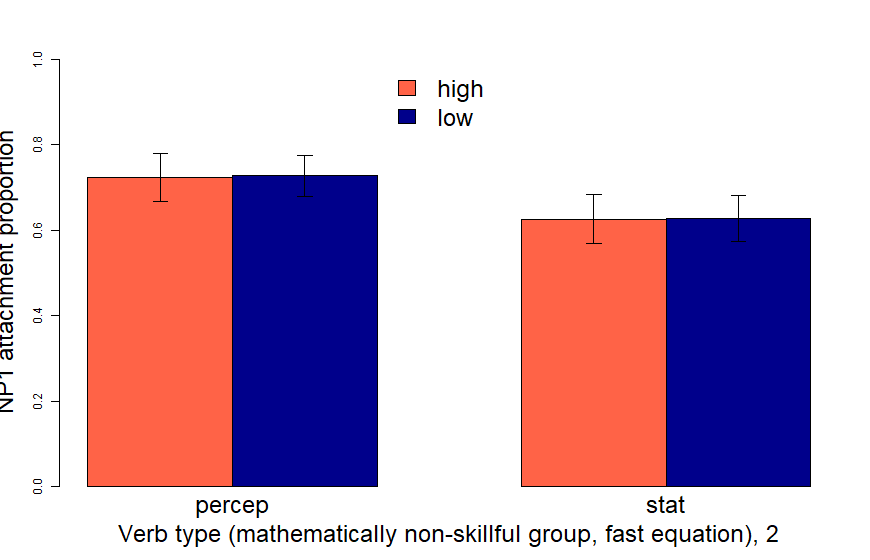 high
low
NP1 attachment proportion
1.0
0.8
0.6
0.4
0.2
0.0
percep
stat
Verb type (mathematically non-skillful group, fast equation), 2